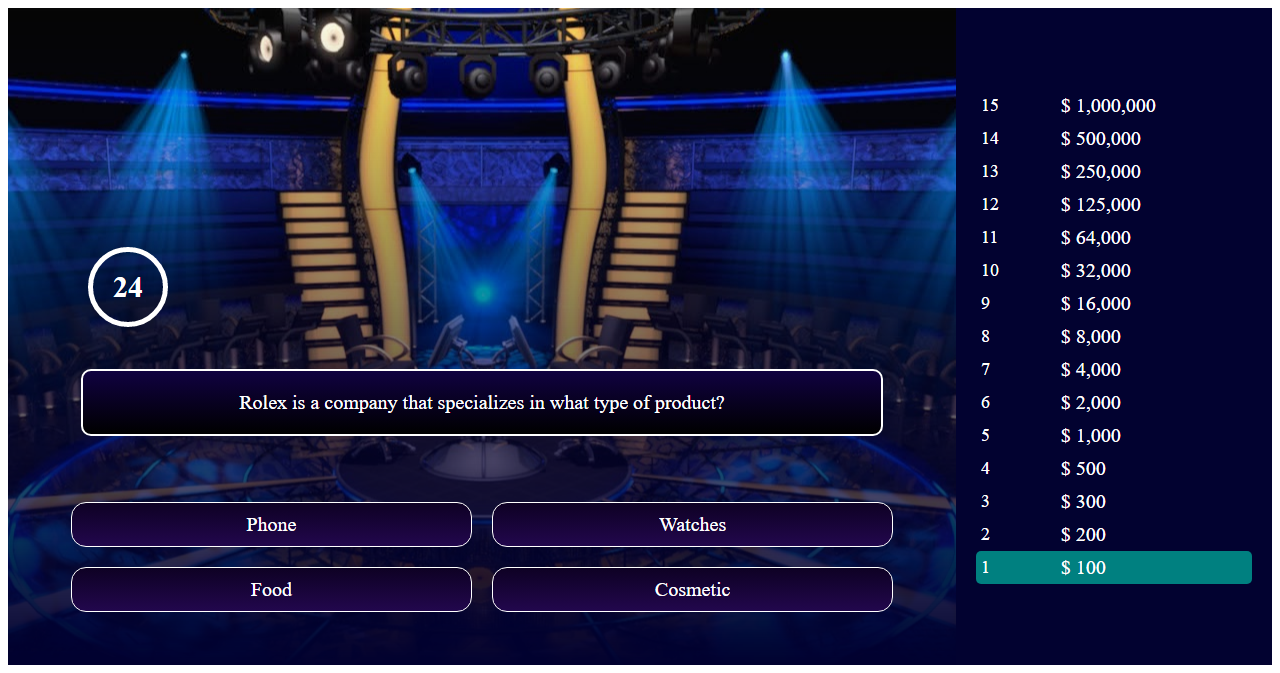 24
Rolex is a company that specializes in what type of product?
Phone
Watches
Food
Cosmetic
15 $ 1,000,000
14 $ 500,000
13 $ 250,000
12 $ 125,000
11 $ 64,000
10 $ 32,000
9 $ 16,000
8 $ 8,000
7 $ 4,000
6 $ 2,000
5 $ 1,000
4 $ 500
3 $ 300
2 $ 200
1 $ 100